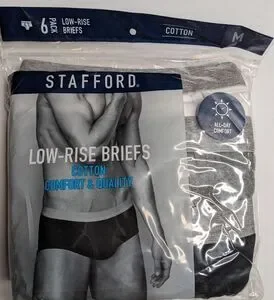 6 PACK
LOW-RISE
BRIEFS
COTTON
M
STAFFORD®
ALL-DAY
COMFORT
LOW-RISE BRIEFS
COTTON
COMFORT & QUALITY